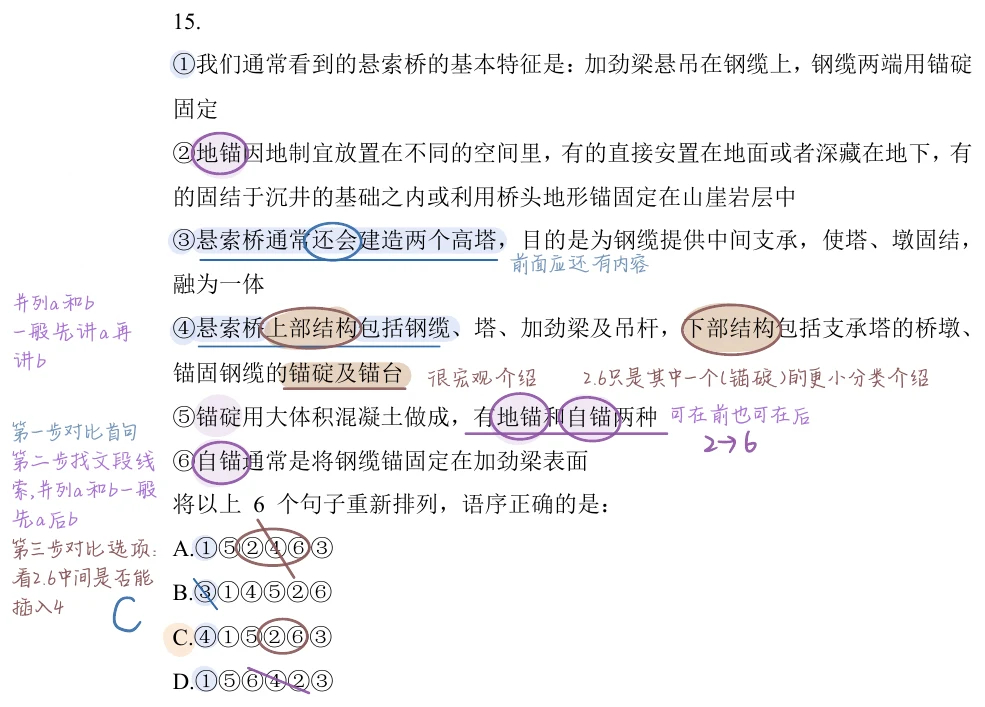 15.
①我们通常看到的悬索桥的基本特征是：加劲梁悬吊在钢缆上，钢缆两端用锚碇
固定
②地锚因地制宜放置在不同的空间里，有的直接安置在地面或者深藏在地下，有
的固结于沉井的基础之内或利用桥头地形锚固定在山崖岩层中
③悬索桥通常还会建造两个高塔，目的是为钢缆提供中间支承，使塔、墩固结，
前面应还有内容
融为一体
并列a和b
一般先讲a再
讲b
④悬索桥上部结构包括钢缆、塔、加劲梁及吊杆，下部结构包括支承塔的桥墩、
锚固钢缆的锚碇及锚台
很宏观介绍
2.6只是其中一个(锚碇)的更小分类介绍
⑤锚碇用大体积混凝土做成，有地锚和自锚两种
可在前也可在后
2→6
⑥自锚通常是将钢缆锚固定在加劲梁表面
将以上 6 个句子重新排列，语序正确的是：
第一步对比首句
第二步找文段线
索,并列a和b一般
先a后b
第三步对比选项:
看2.6中间是否能
插入4
C
A.①⑤②④⑥③
B.③①④⑤②⑥
C.④①⑤②⑥③
D.①⑤⑥④②③